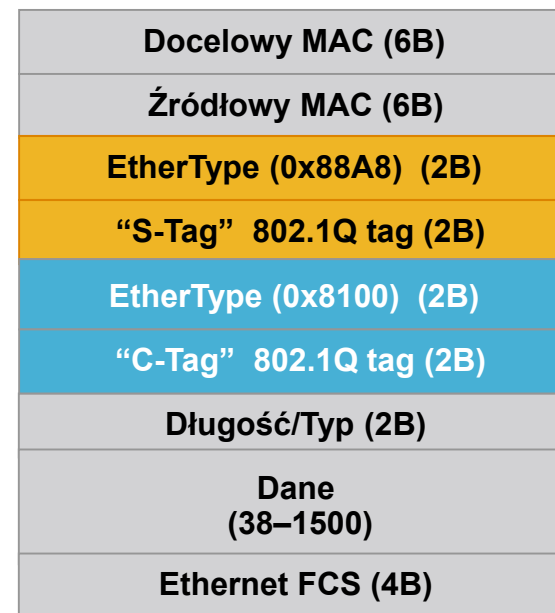 Docelowy MAC (6B)
Źródłowy MAC (6B)
EtherType (0x88A8) (2B)
“S-Tag” 802.1Q tag (2B)
EtherType (0x8100) (2B)
“C-Tag” 802.1Q tag (2B)
Długość/Typ (2B)
Dane
(38–1500)
Ethernet FCS (4B)